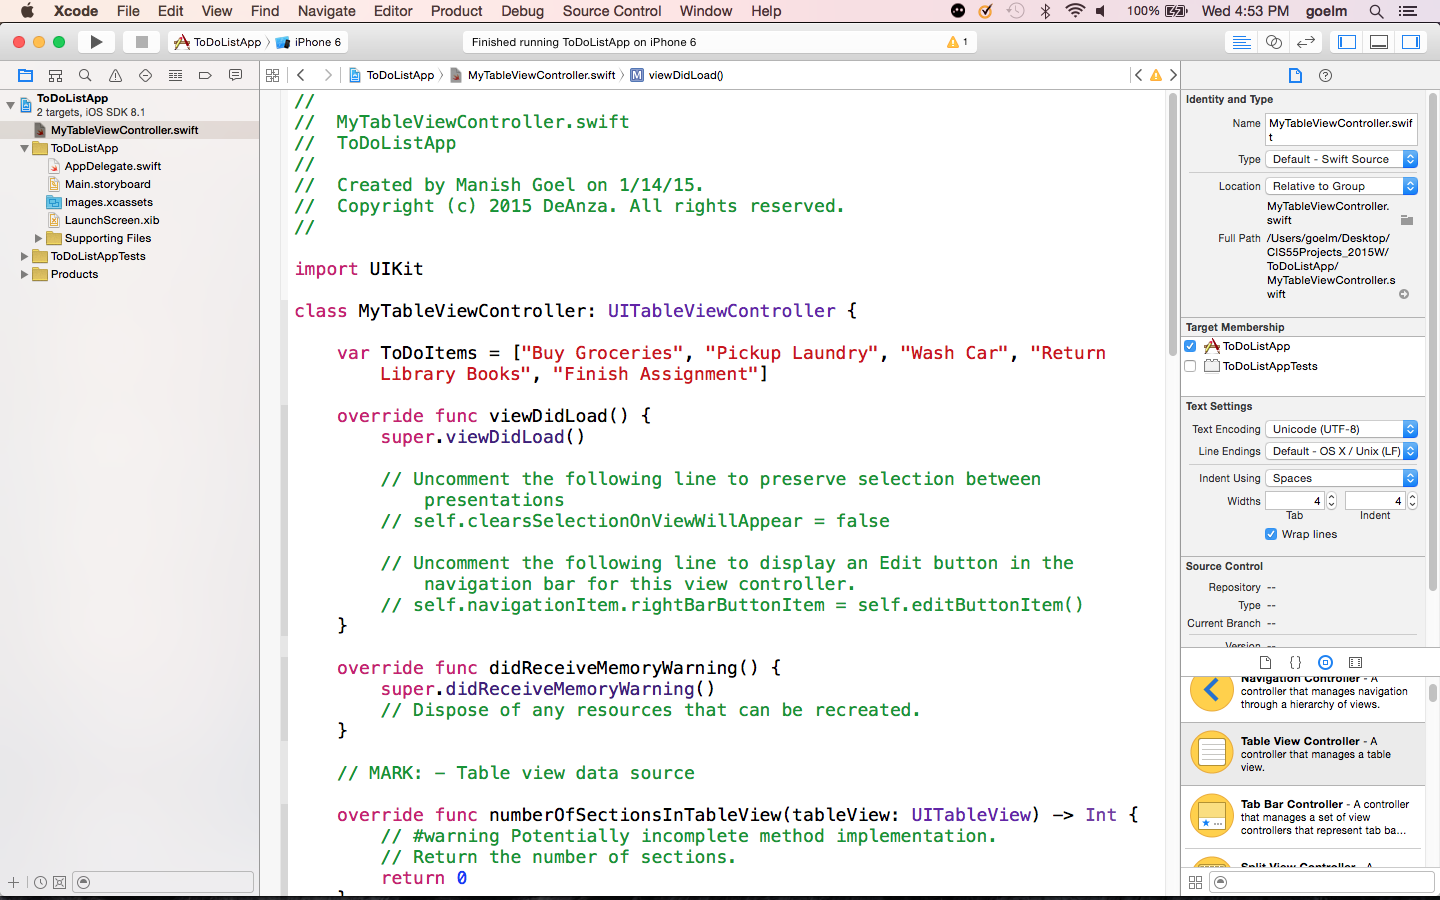 Xcode File Edit View Find Navigate Editor Product Debug Source Control Window Help 100% Wed 4:53 PM goelm
ToDoListApp iPhone 6
Finished running ToDoListApp on iPhone 6
1
ToDoListApp
2 targets, iOS SDK 8.1
MyTableViewController.swift
ToDoListApp
AppDelegate.swift
Main.storyboard
Images.xcassets
LaunchScreen.xib
Supporting Files
ToDoListAppTests
Products
ToDoListApp MyTableViewController.swift M viewDidLoad()
//
// MyTableViewController.swift
// ToDoListApp
//
// Created by Manish Goel on 1/14/15.
// Copyright (c) 2015 DeAnza. All rights reserved.
//
import UIKit
class MyTableViewController: UITableViewController {
var ToDoItems = ["Buy Groceries", "Pickup Laundry", "Wash Car", "Return
Library Books", "Finish Assignment"]
override func viewDidLoad() {
super.viewDidLoad()
// Uncomment the following line to preserve selection between
presentations
// self.clearsSelectionOnViewWillAppear = false
// Uncomment the following line to display an Edit button in the
navigation bar for this view controller.
// self.navigationItem.rightBarButtonItem = self.editButtonItem()
}
override func didReceiveMemoryWarning() {
super.didReceiveMemoryWarning()
// Dispose of any resources that can be recreated.
}
// MARK: - Table view data source
override func numberOfSectionsInTableView(tableView: UITableView) -> Int {
// #warning Potentially incomplete method implementation.
// Return the number of sections.
return 0
Identity and Type
Name MyTableViewController.swif
t
Type Default - Swift Source
Location Relative to Group
MyTableViewController.
swift
Full Path /Users/goelm/Desktop/
CIS55Projects_2015W/
ToDoListApp/
MyTableViewController.s
wift
Target Membership
ToDoListApp
ToDoListAppTests
Text Settings
Text Encoding Unicode (UTF-8)
Line Endings Default - OS X / Unix (LF)
Indent Using Spaces
Widths 4 4
Tab Indent
Wrap lines
Source Control
Repository --
Type --
Current Branch --
Version --
{}
Navigation Controller - A
controller that manages navigation
through a hierarchy of views.
Table View Controller - A
controller that manages a table
view.
Tab Bar Controller - A controller
that manages a set of view
controllers that represent tab ba...
Split View Controller - A